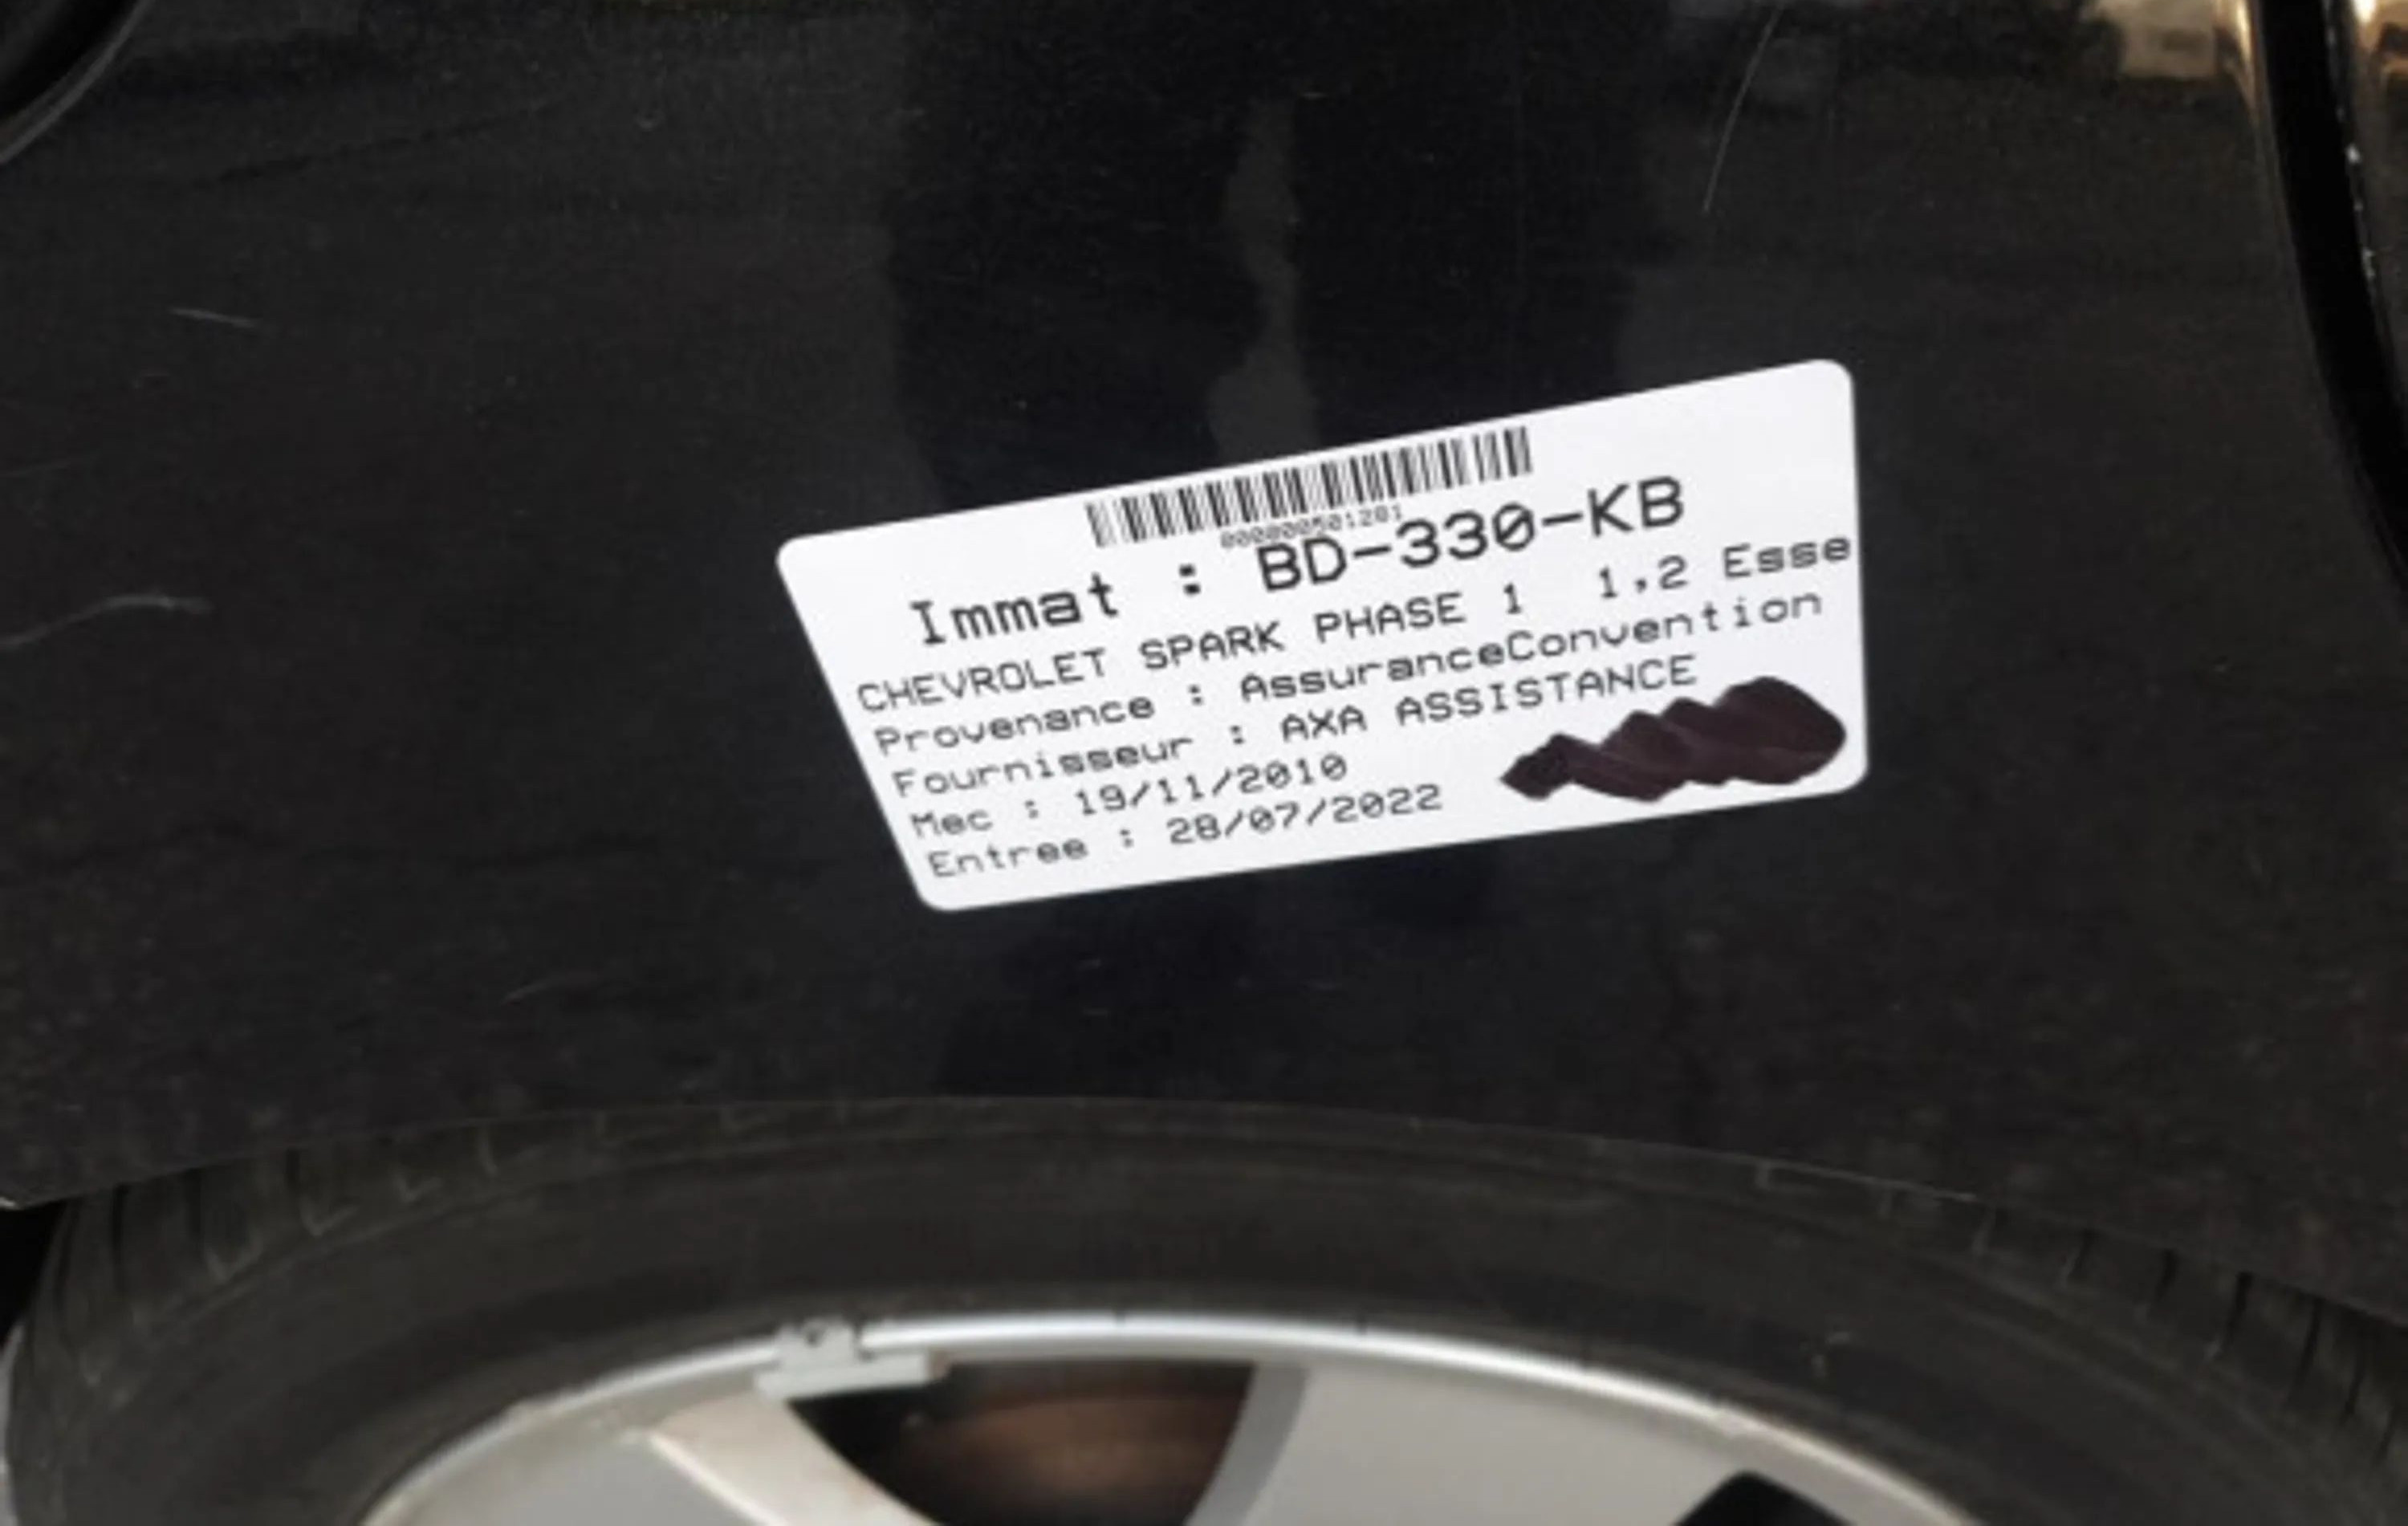 000000501281
Immat : BD-330-KB
CHEVROLET SPARK PHASE 1 1,2 Esse
Provenance : AssuranceConvention
Fournisseur : AXA ASSISTANCE
Mec : 19/11/2010
Entree : 28/07/2022